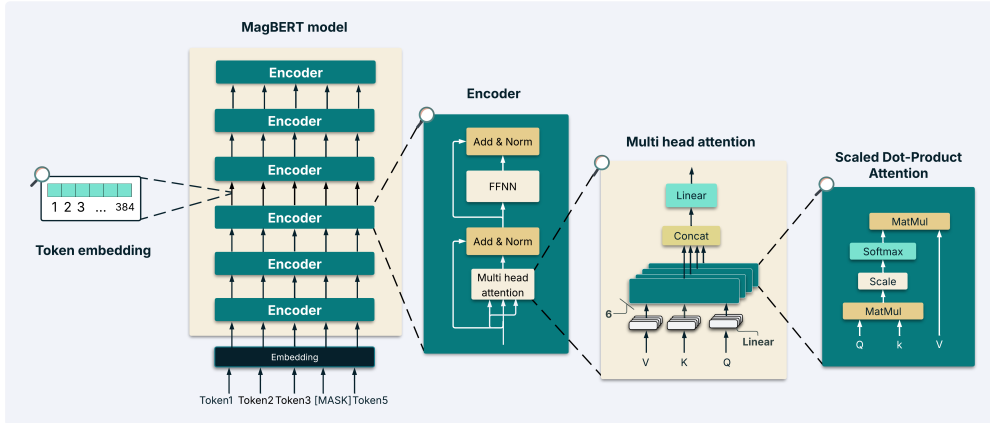 MagBERT model
Encoder
Encoder
Encoder
Encoder
Encoder
Encoder
Embedding
Token1 Token2 Token3 [MASK] Token5
1 2 3 ... 384
Token embedding
Encoder
Add & Norm
FFNN
Add & Norm
Multi head
attention
Multi head attention
Linear
Concat
6
Linear
V K Q
Scaled Dot-Product
Attention
MatMul
Softmax
Scale
MatMul
Q k V